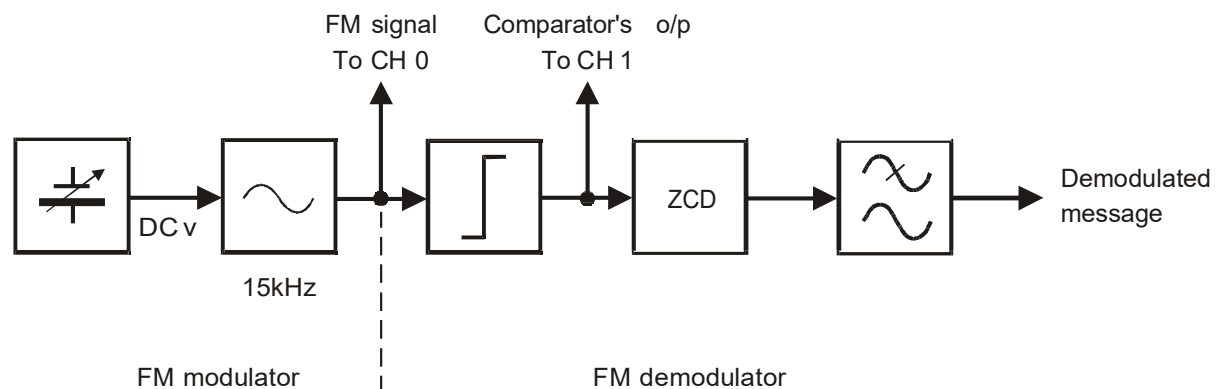 FM signal
To CH 0
Comparator's o/p
To CH 1
DC v
15kHz
ZCD
Demodulated
message
FM modulator
FM demodulator